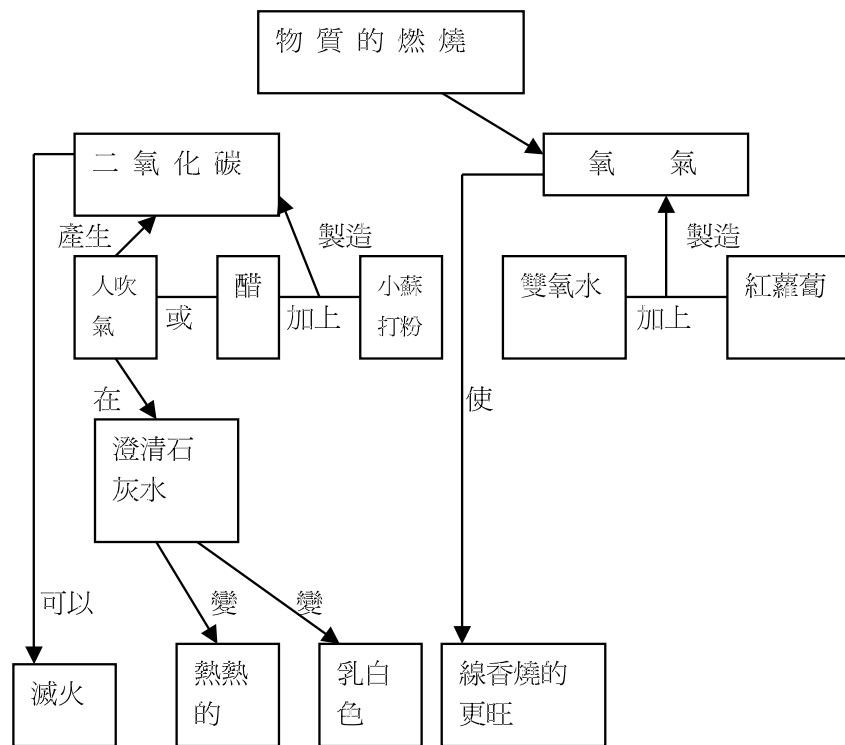 物質的燃燒
二氧化碳
氧氣
產生
製造
製造
人吹
氣
或
醋
加上
小蘇
打粉
雙氧水
加上
紅蘿蔔
在
使
澄清石
灰水
可以
變
變
滅火
熱熱
的
乳白
色
線香燒的
更旺